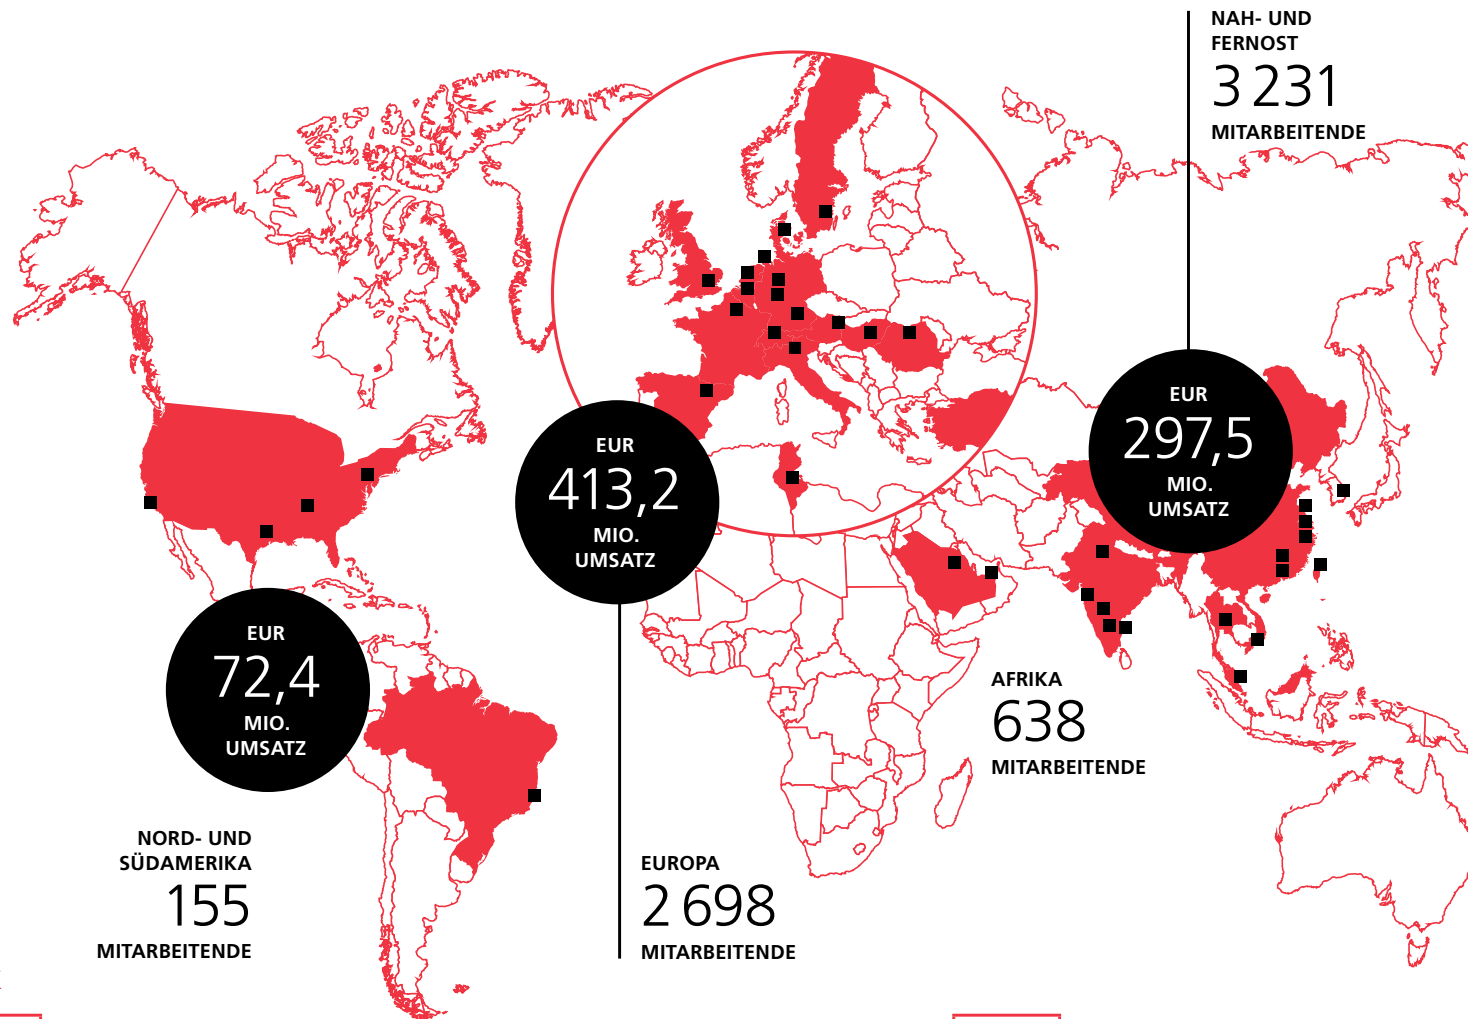 NAH- UND
FERNOST
3 231
MITARBEITENDE
EUR
297,5
MIO.
UMSATZ
EUR
413,2
MIO.
UMSATZ
EUR
72,4
MIO.
UMSATZ
AFRIKA
638
MITARBEITENDE
NORD- UND
SÜDAMERIKA
155
MITARBEITENDE
EUROPA
2 698
MITARBEITENDE